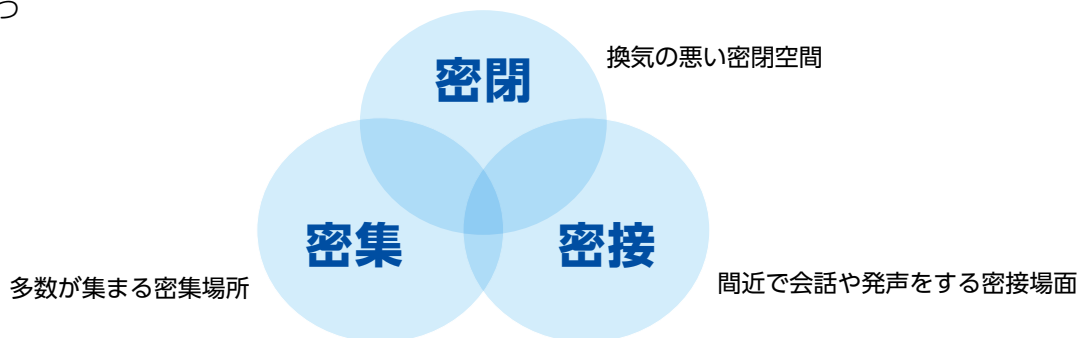 つ
密閉
換気の悪い密閉空間
密集
密接
多数が集まる密集場所
間近で会話や発声をする密接場面